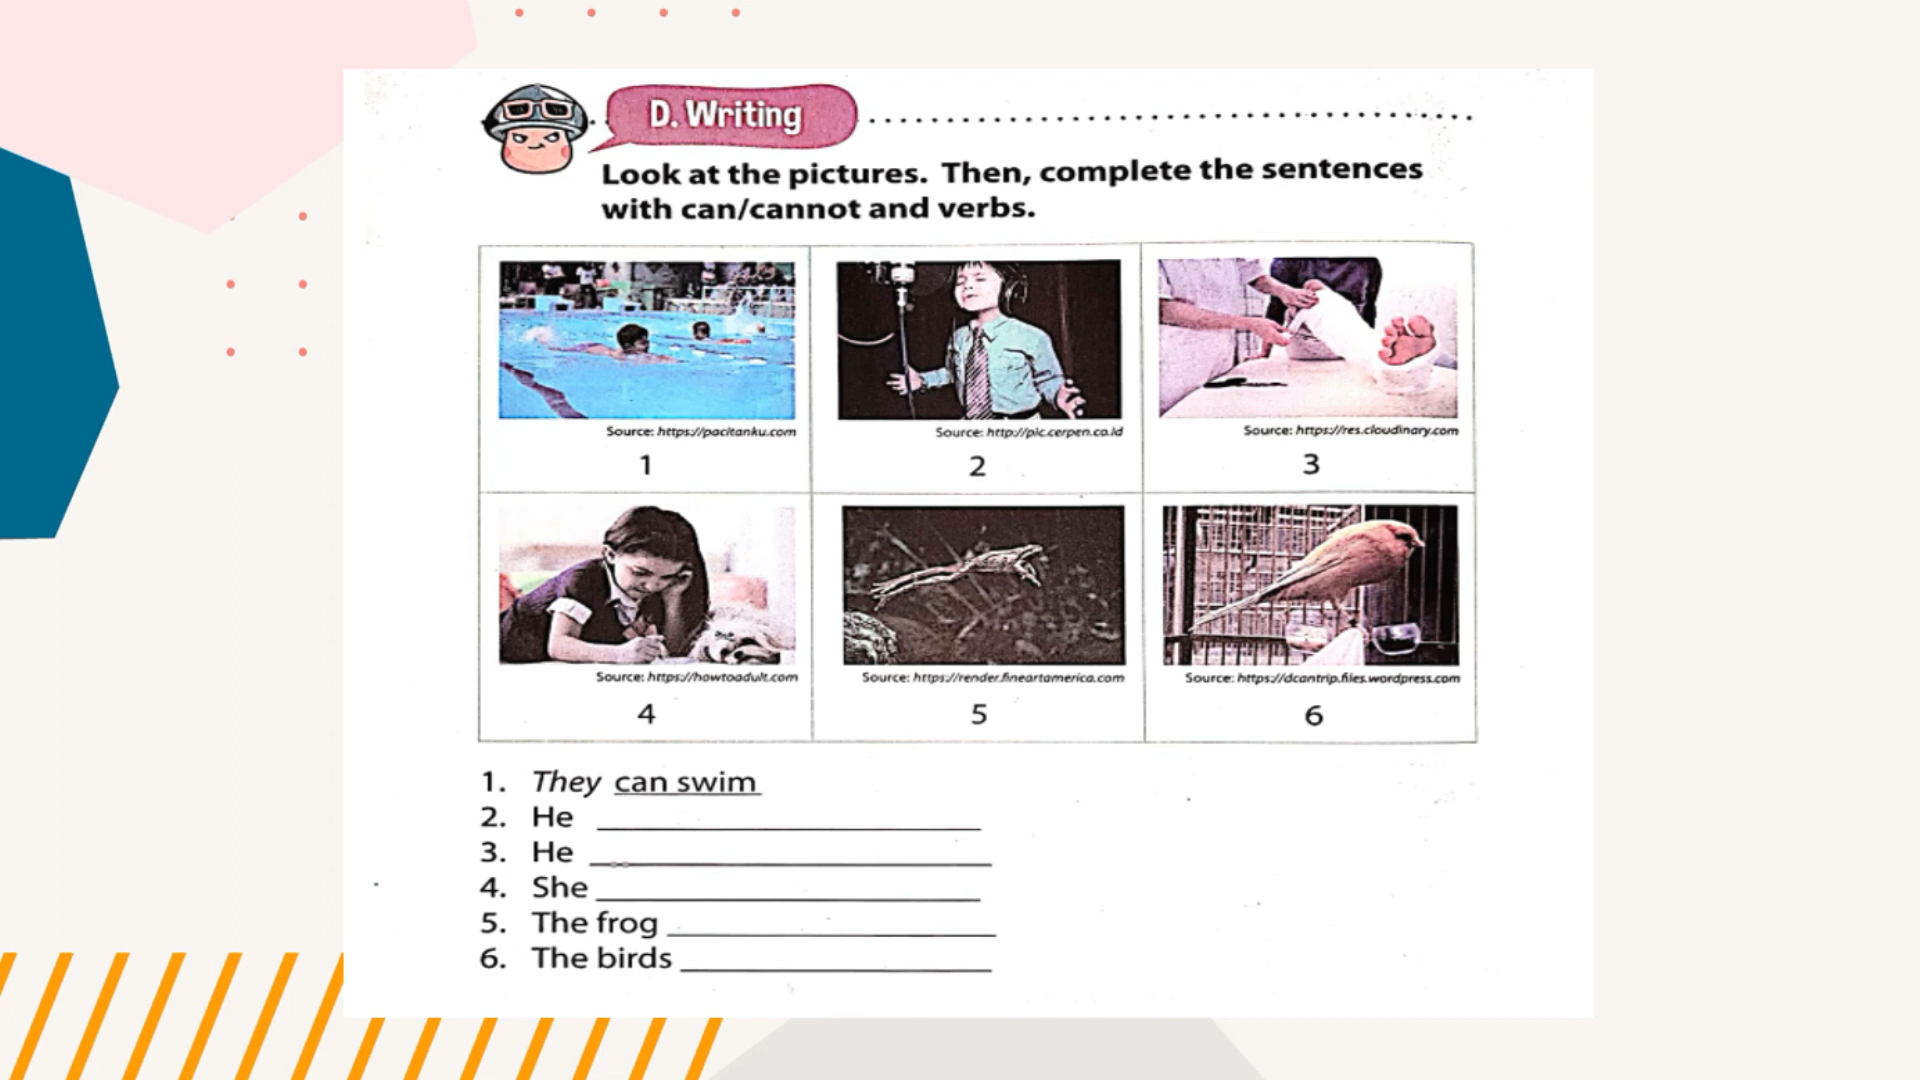 D. Writing
Look at the pictures. Then, complete the sentences
with can/cannot and verbs.
Source: https://pacitanku.com
Source: http://pic.cerpen.co.id
Source: https://res.cloudinary.com
1
2
3
Source: https://howtoadult.com
Source: https://render.fineartamerica.com
Source: https://dcantrip.files.wordpress.com
4
5
6
1. They can swim
2. He
3. He
4. She
5. The frog
6. The birds